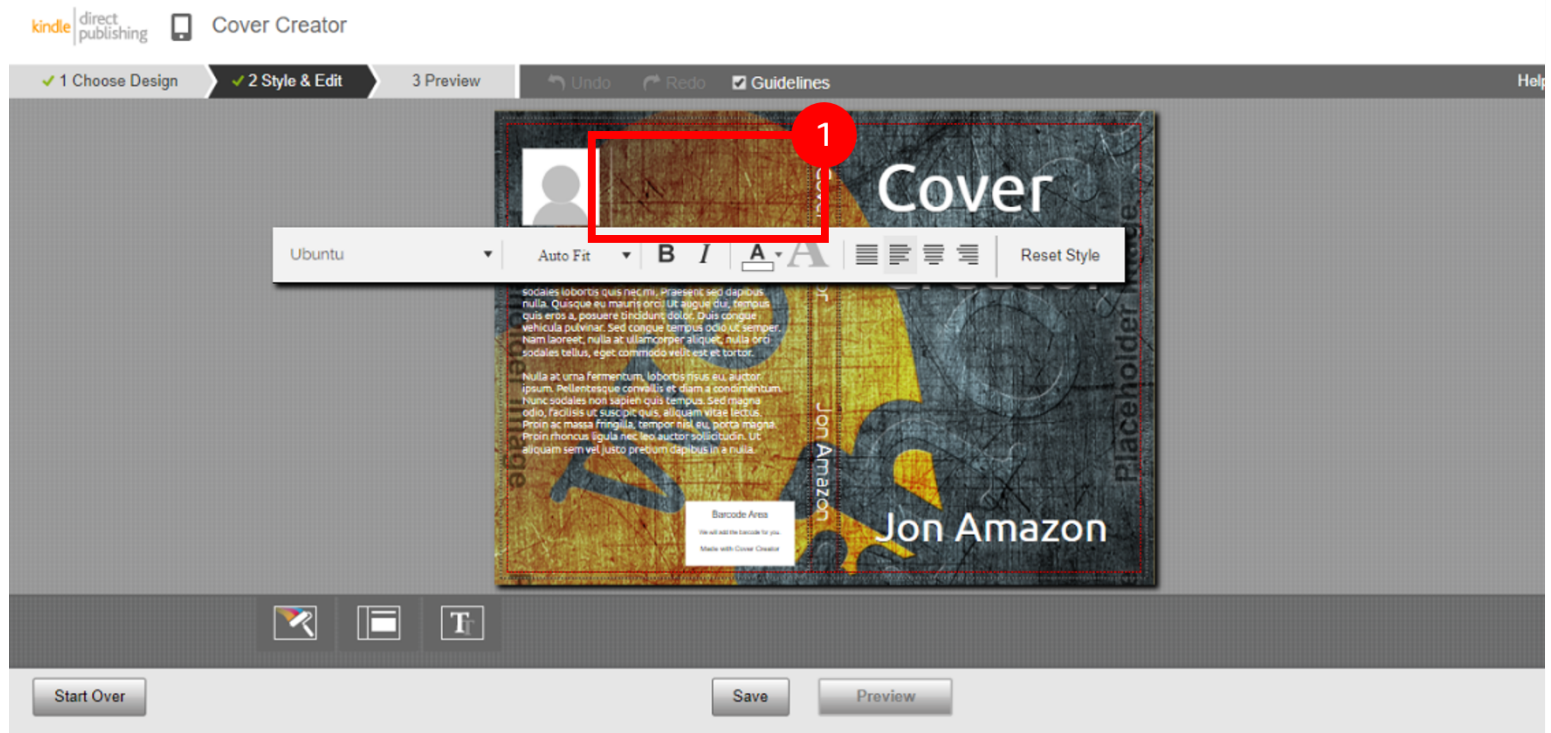 kindle direct publishing
Cover Creator
1 Choose Design
2 Style & Edit
3 Preview
Undo
Redo
Guidelines
Help
1
Cover
Cover
Ubuntu
Auto Fit
B
I
A
A
Reset Style
sodales lobortis quis nec mi. Praesent sed dapibus
nulla. Quisque eu mauris orci. Ut augue dui, tempus
quis eros a, posuere tincidunt dolor. Duis congue
vehicula pulvinar. Sed congue tempus odio ut semper.
Nam laoreet, nulla at ullamcorper aliquet, nulla orci
sodales tellus, eget commodo velit est et tortor.
Nulla at urna fermentum, lobortis risus eu, auctor
ipsum. Pellentesque convallis et diam a condimentum.
Nunc sodales non sapien quis tempus. Sed magna
odio, facilisis ut suscipit quis, aliquam vitae lectus.
Proin ac massa fringilla, tempor nisl eu, porta magna.
Proin rhoncus ligula nec leo auctor sollicitudin. Ut
aliquam sem vel justo pretium dapibus in a nulla.
Jon Amazon
Placeholder Image
Barcode Area
We will add the barcode for you.
Made with Cover Creator
Jon Amazon
T
Start Over
Save
Preview